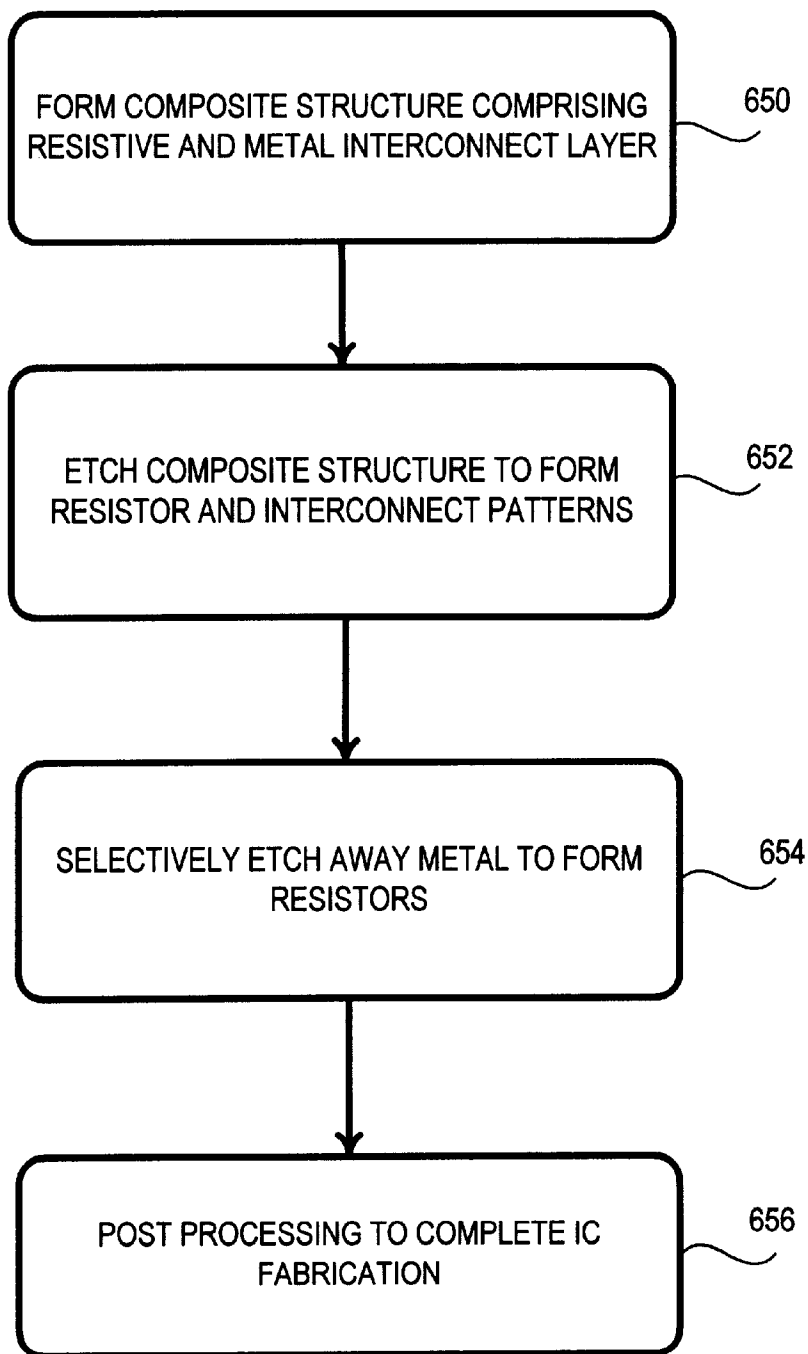 FORM COMPOSITE STRUCTURE COMPRISING
RESISTIVE AND METAL INTERCONNECT LAYER
650
ETCH COMPOSITE STRUCTURE TO FORM
RESISTOR AND INTERCONNECT PATTERNS
652
SELECTIVELY ETCH AWAY METAL TO FORM
RESISTORS
654
POST PROCESSING TO COMPLETE IC
FABRICATION
656